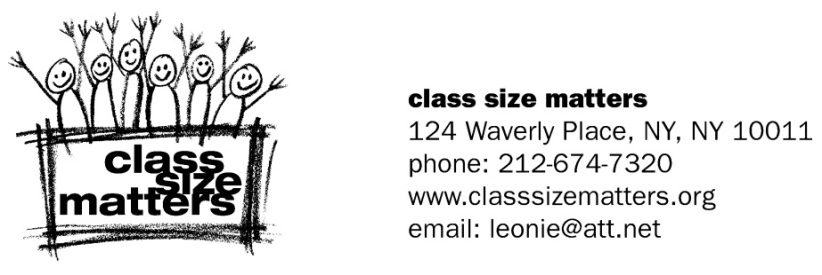 class
size
matters
class size matters
124 Waverly Place, NY, NY 10011
phone: 212-674-7320
www.classsizematters.org
email: leonie@att.net